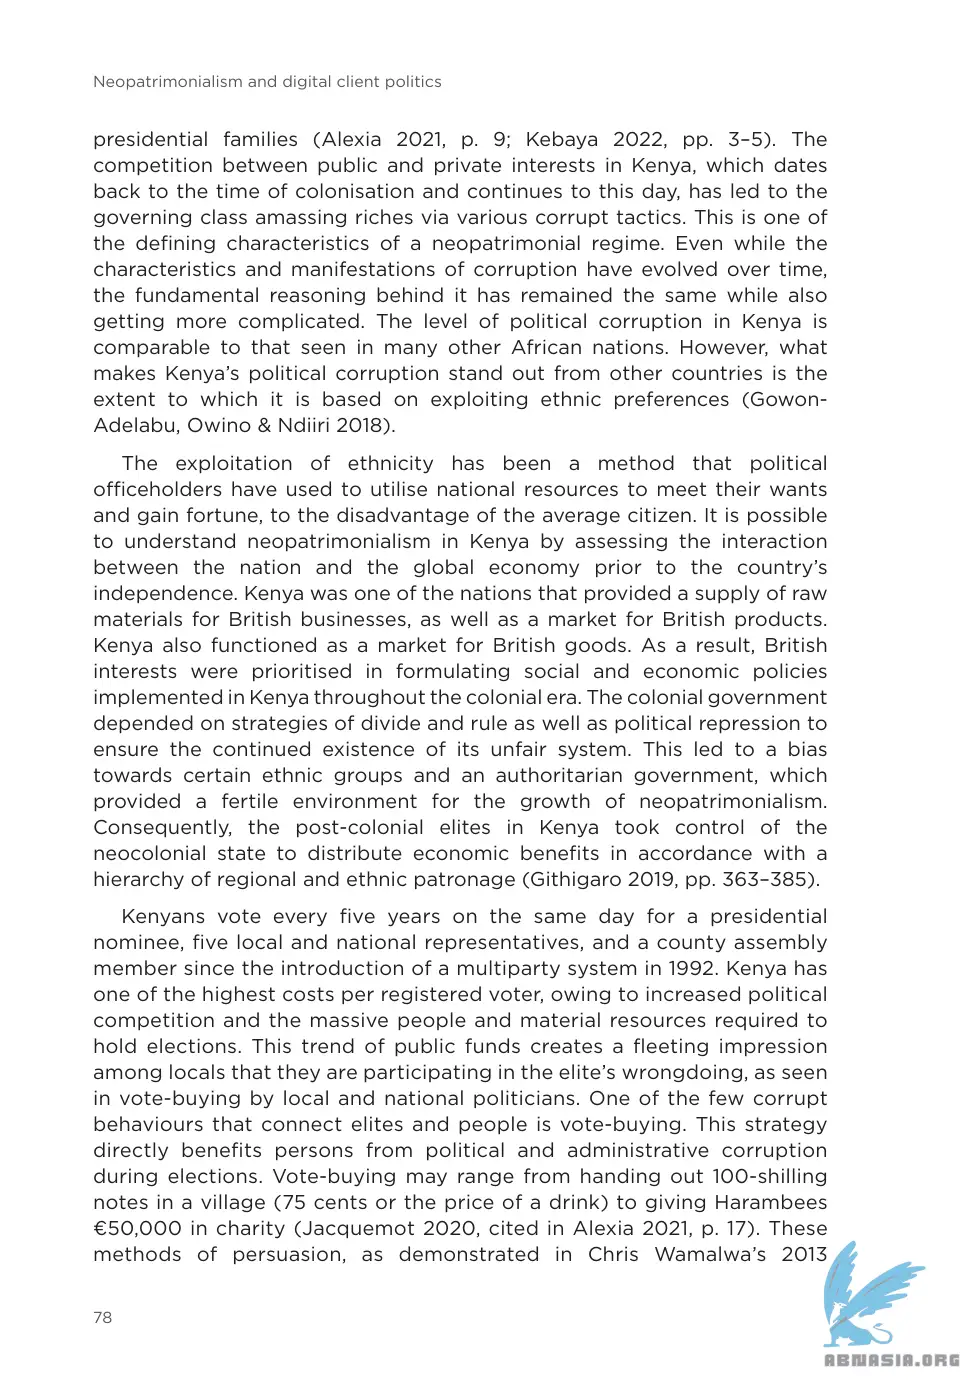 Neopatrimonialism and digital client politics
presidential families (Alexia 2021, p. 9; Kebaya 2022, pp. 3–5). The
competition between public and private interests in Kenya, which dates
back to the time of colonisation and continues to this day, has led to the
governing class amassing riches via various corrupt tactics. This is one of
the defining characteristics of a neopatrimonial regime. Even while the
characteristics and manifestations of corruption have evolved over time,
the fundamental reasoning behind it has remained the same while also
getting more complicated. The level of political corruption in Kenya is
comparable to that seen in many other African nations. However, what
makes Kenya’s political corruption stand out from other countries is the
extent to which it is based on exploiting ethnic preferences (Gowon-
Adelabu, Owino & Ndiiri 2018).
The exploitation of ethnicity has been a method that political
officeholders have used to utilise national resources to meet their wants
and gain fortune, to the disadvantage of the average citizen. It is possible
to understand neopatrimonialism in Kenya by assessing the interaction
between the nation and the global economy prior to the country’s
independence. Kenya was one of the nations that provided a supply of raw
materials for British businesses, as well as a market for British products.
Kenya also functioned as a market for British goods. As a result, British
interests were prioritised in formulating social and economic policies
implemented in Kenya throughout the colonial era. The colonial government
depended on strategies of divide and rule as well as political repression to
ensure the continued existence of its unfair system. This led to a bias
towards certain ethnic groups and an authoritarian government, which
provided a fertile environment for the growth of neopatrimonialism.
Consequently, the post-colonial elites in Kenya took control of the
neocolonial state to distribute economic benefits in accordance with a
hierarchy of regional and ethnic patronage (Githigaro 2019, pp. 363–385).
Kenyans vote every five years on the same day for a presidential
nominee, five local and national representatives, and a county assembly
member since the introduction of a multiparty system in 1992. Kenya has
one of the highest costs per registered voter, owing to increased political
competition and the massive people and material resources required to
hold elections. This trend of public funds creates a fleeting impression
among locals that they are participating in the elite’s wrongdoing, as seen
in vote-buying by local and national politicians. One of the few corrupt
behaviours that connect elites and people is vote-buying. This strategy
directly benefits persons from political and administrative corruption
during elections. Vote-buying may range from handing out 100-shilling
notes in a village (75 cents or the price of a drink) to giving Harambees
€50,000 in charity (Jacquemot 2020, cited in Alexia 2021, p. 17). These
methods of persuasion, as demonstrated in Chris Wamalwa’s 2013
78
ABNASIA.ORG